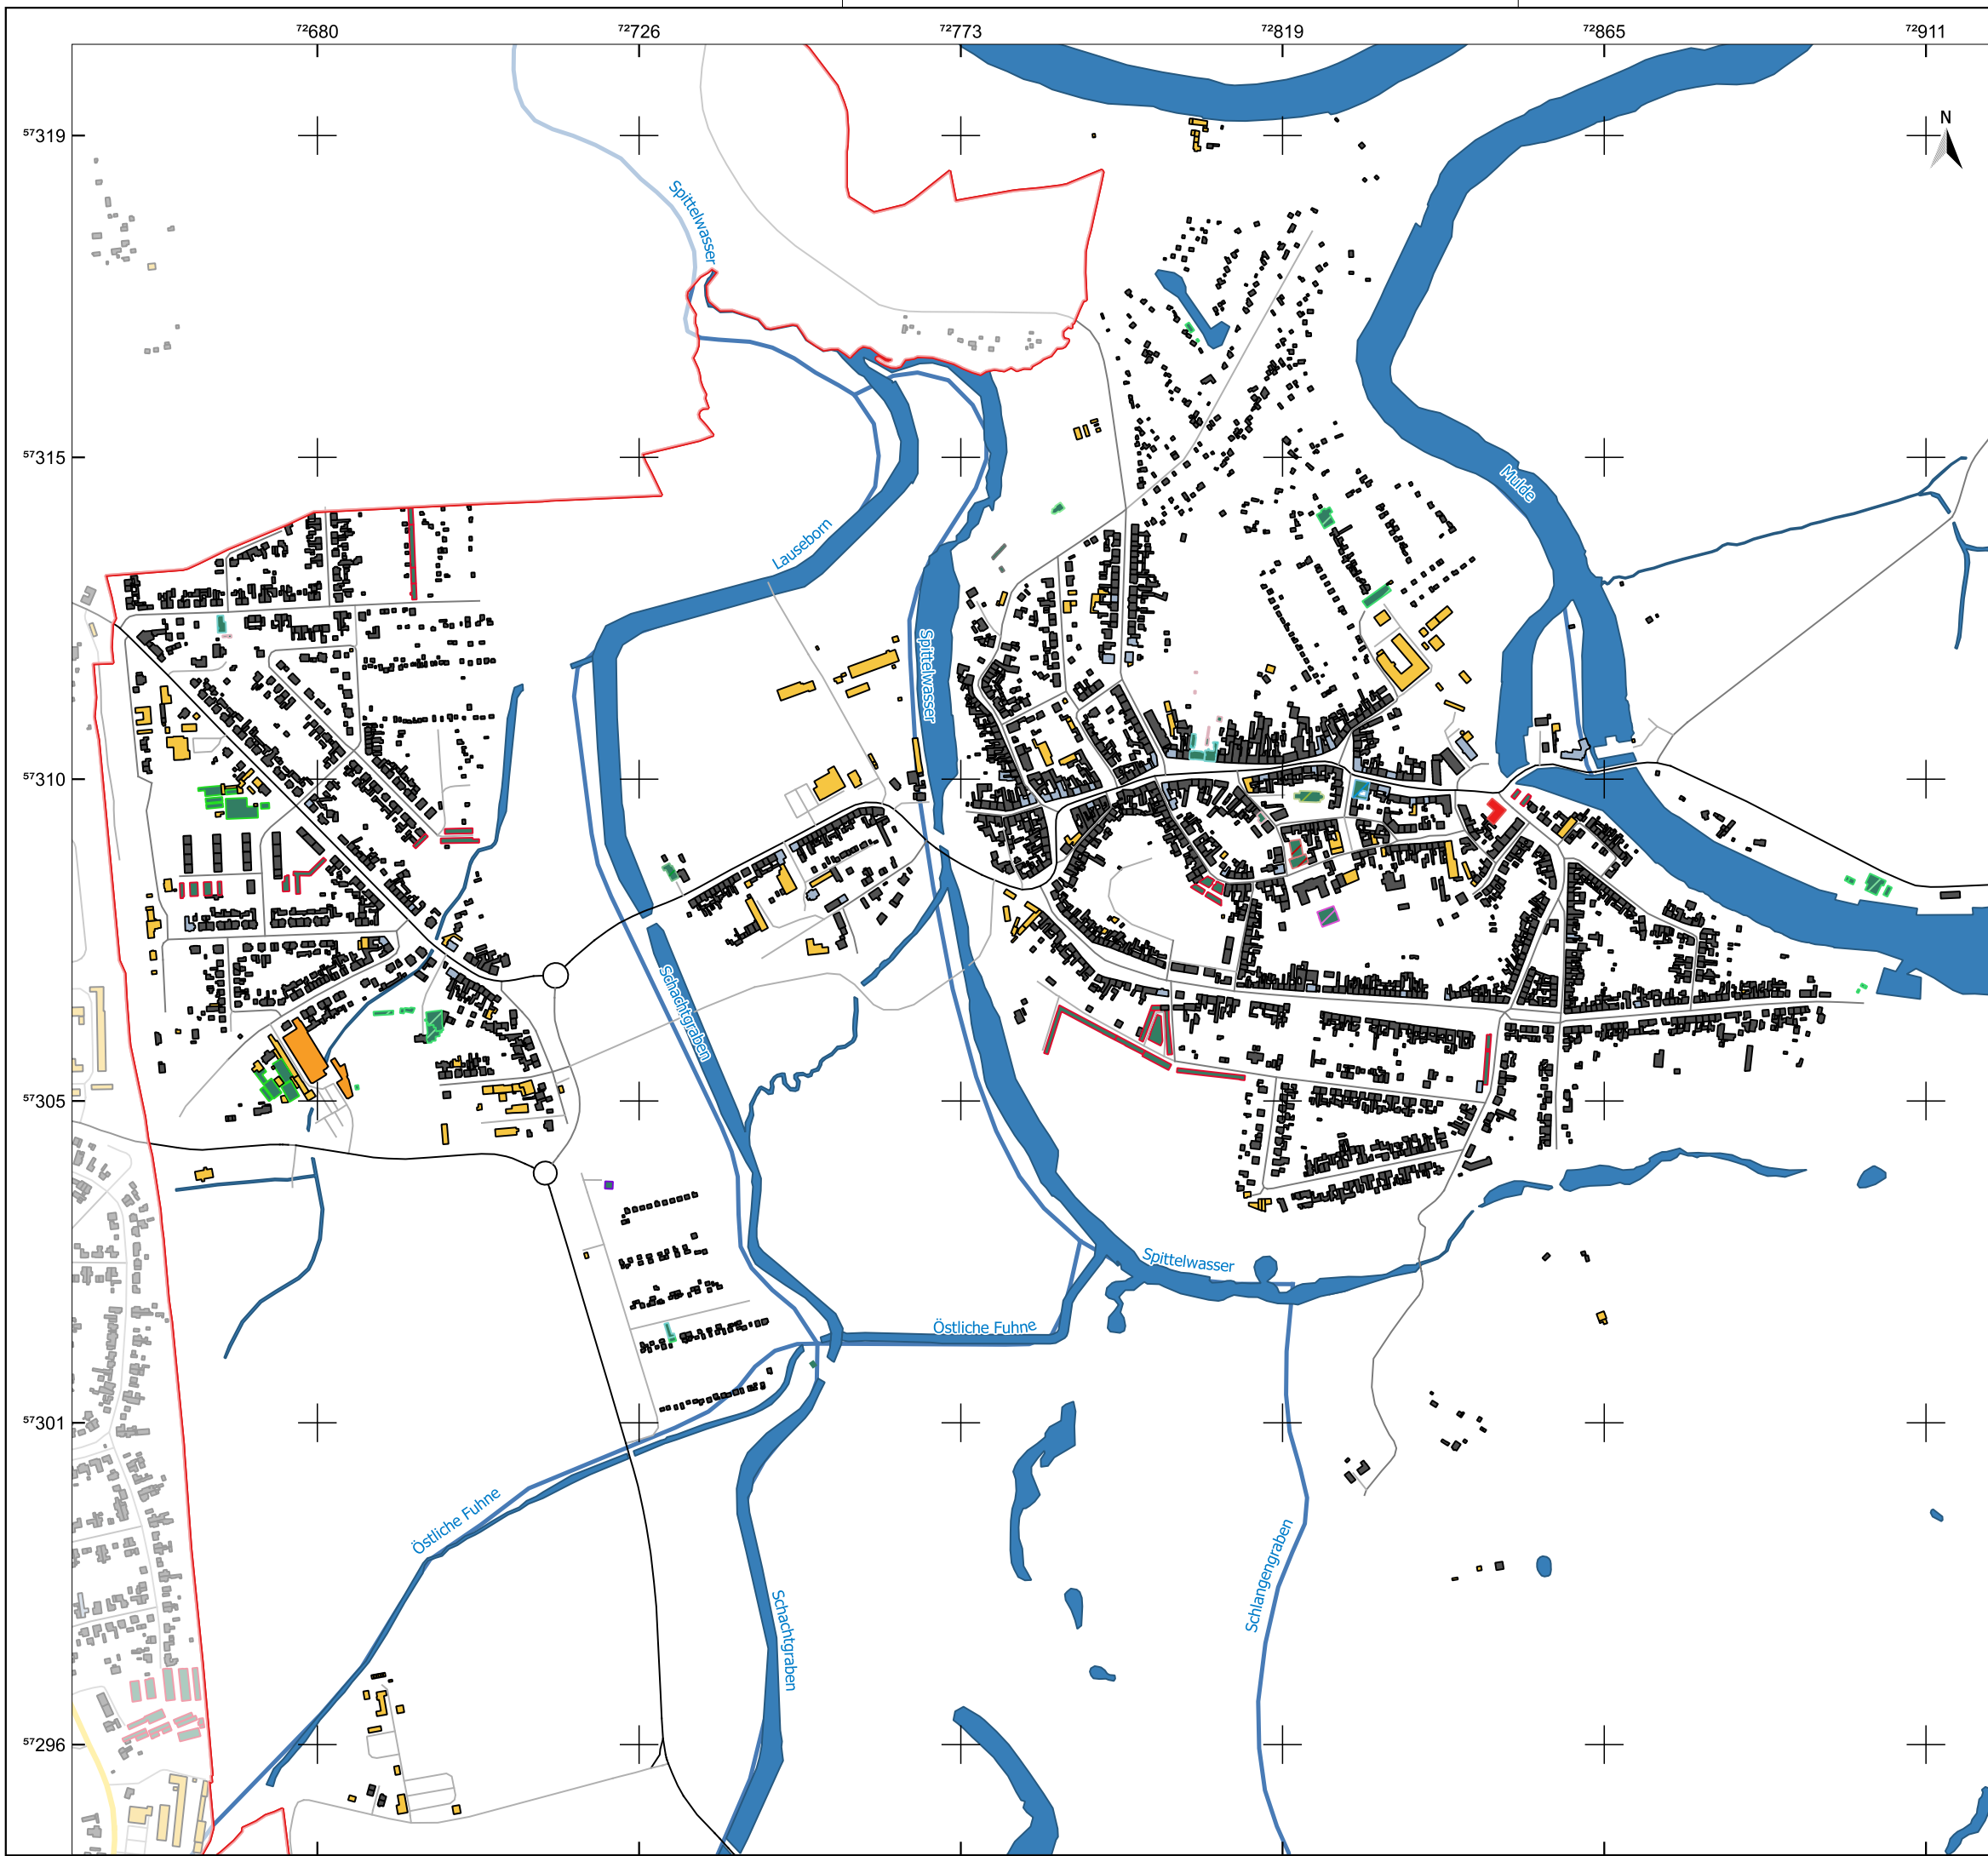 72680
72726
72773
72819
72865
72911
57319
N
Spittelwasser
57315
Mulde
Lauseborn
Spittelwasser
57310
Schachtgraben
57305
Spittelwasser
Östliche Fuhne
57301
Östliche Fuhne
Schlangengraben
Schachtgraben
57296